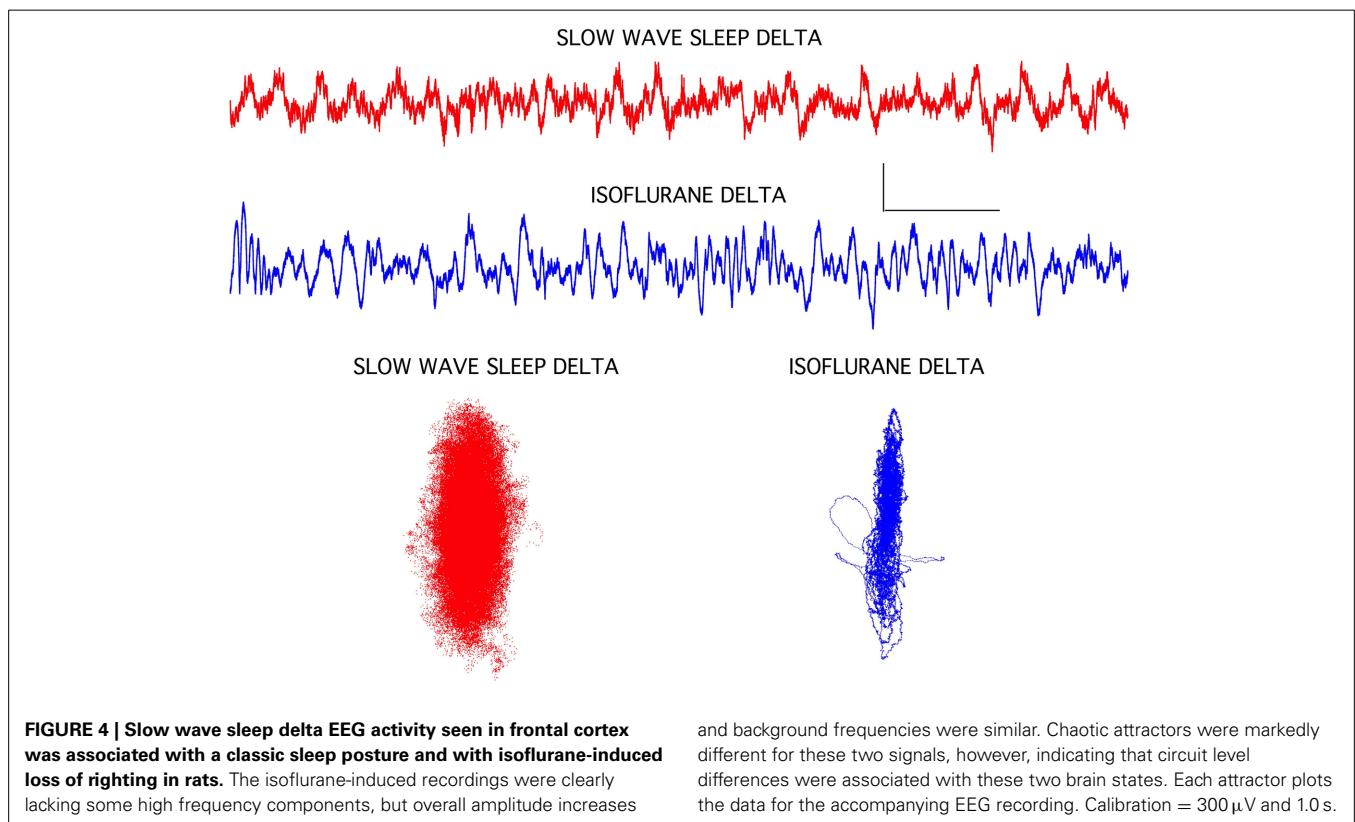 SLOW WAVE SLEEP DELTA
ISOFLURANE DELTA
SLOW WAVE SLEEP DELTA
ISOFLURANE DELTA
FIGURE 4 | Slow wave sleep delta EEG activity seen in frontal cortex
was associated with a classic sleep posture and with isoflurane-induced
loss of righting in rats. The isoflurane-induced recordings were clearly
lacking some high frequency components, but overall amplitude increases
and background frequencies were similar. Chaotic attractors were markedly
different for these two signals, however, indicating that circuit level
differences were associated with these two brain states. Each attractor plots
the data for the accompanying EEG recording. Calibration = 300 μV and 1.0 s.